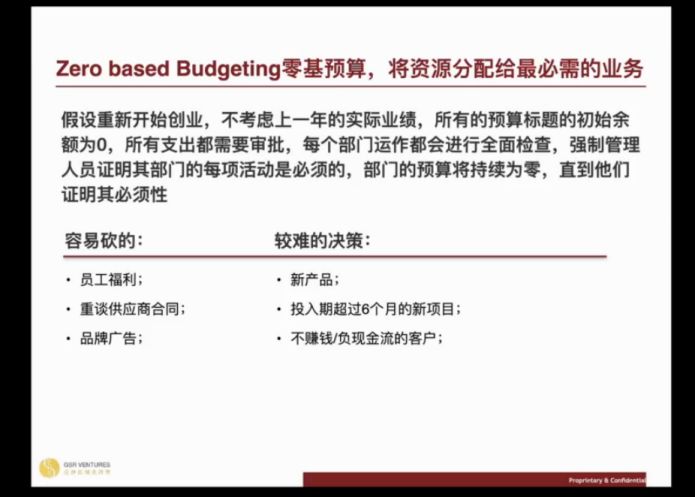 Zero based Budgeting零基预算，将资源分配给最必需的业务
假设重新开始创业，不考虑上一年的实际业绩，所有的预算标题的初始余
额为0，所有支出都需要审批，每个部门运作都会进行全面检查，强制管理
人员证明其部门的每项活动是必须的，部门的预算将持续为零，直到他们
证明其必须性
容易砍的：
较难的决策：
• 员工福利；
• 新产品；
• 重谈供应商合同；
• 投入期超过6个月的新项目；
• 品牌广告；
• 不赚钱/负现金流的客户；
GSR VENTURES
Proprietary & Confidential